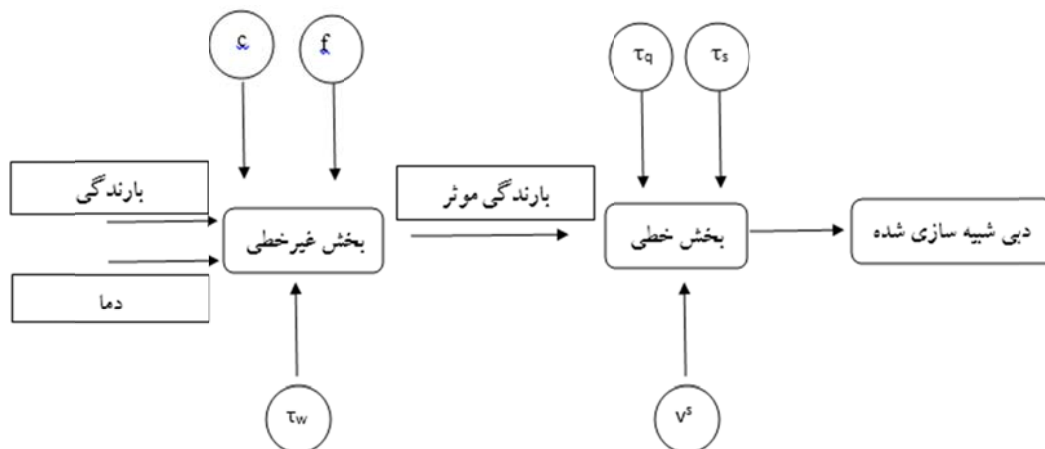 c
f
τq
τs
بارندگی
بارندگی موثر
بخش غیرخطی
بخش خطی
دبی شبیه سازی شده
دما
τw
vs